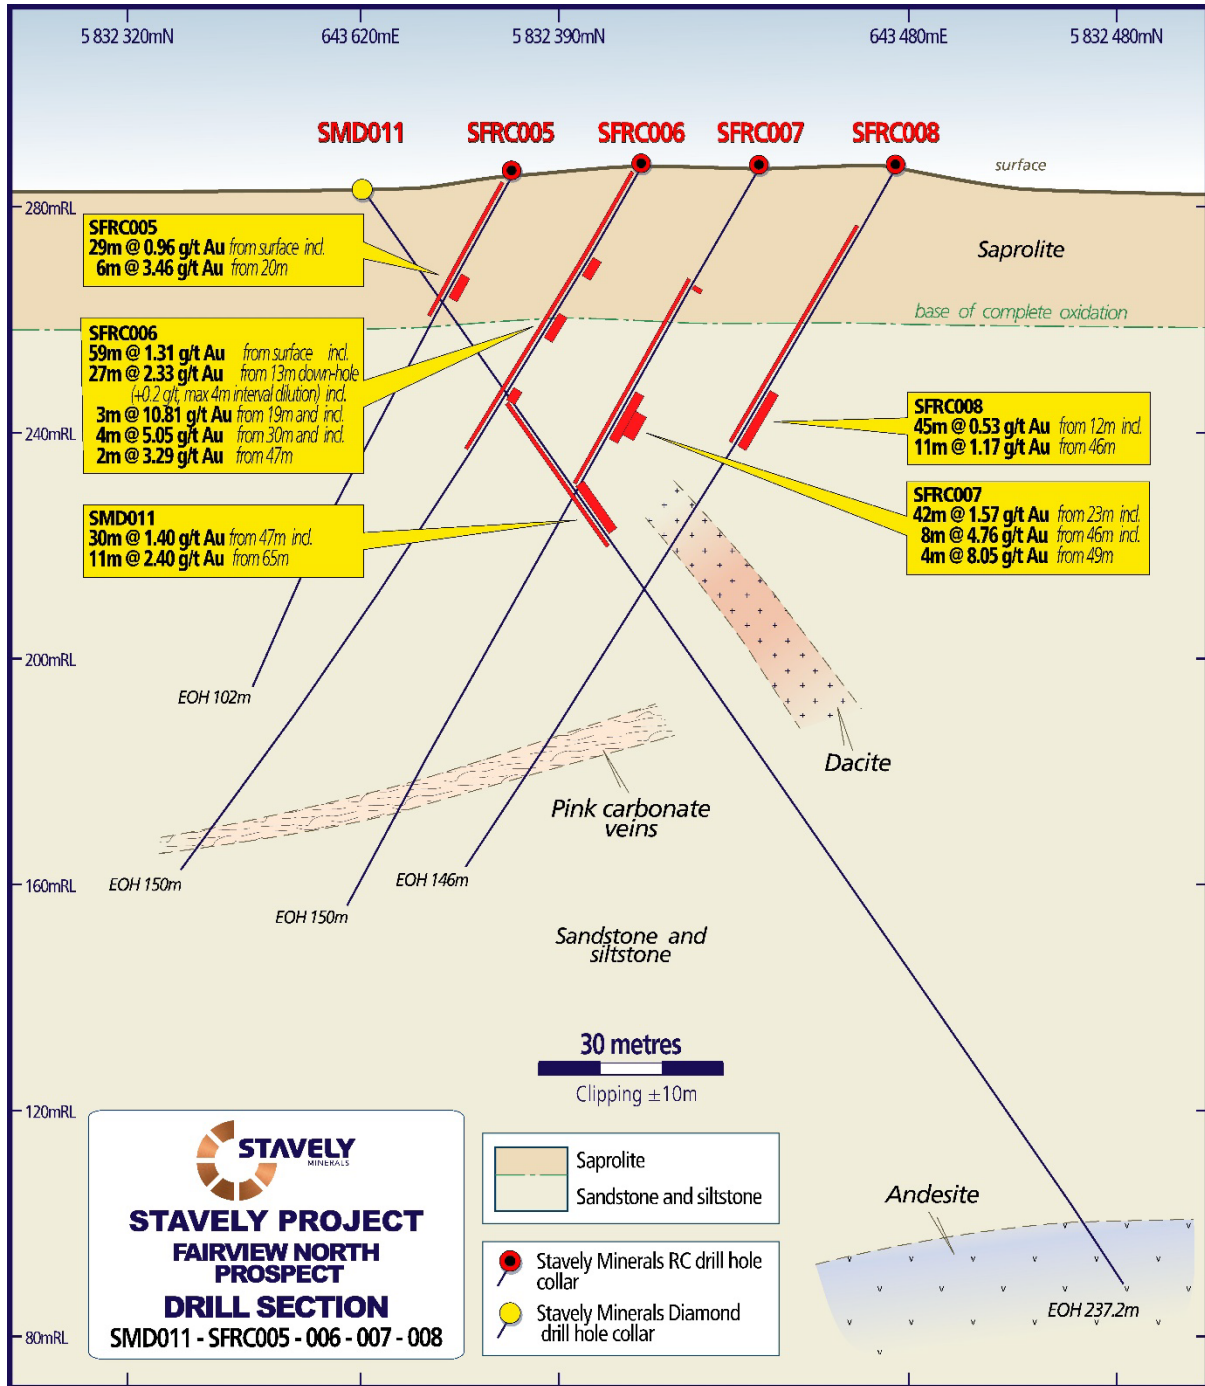 5 832 320mN
643 620mE
5 832 390mN
643 480mE
5 832 480mN
SMD011
SFRC005
SFRC006
SFRC007
SFRC008
surface
280mRL
SFRC005
29m @ 0.96 g/t Au from surface incl.
6m @ 3.46 g/t Au from 20m
Saprolite
base of complete oxidation
SFRC006
59m @ 1.31 g/t Au from surface incl.
27m @ 2.33 g/t Au from 13m down-hole
(+0.2 g/t, max 4m interval dilution) incl.
3m @ 10.81 g/t Au from 19m and incl.
4m @ 5.05 g/t Au from 30m and incl.
2m @ 3.29 g/t Au from 47m
240mRL
SFRC008
45m @ 0.53 g/t Au from 12m incl.
11m @ 1.17 g/t Au from 46m
SFRC007
42m @ 1.57 g/t Au from 23m incl.
8m @ 4.76 g/t Au from 46m incl.
4m @ 8.05 g/t Au from 49m
SMD011
30m @ 1.40 g/t Au from 47m incl.
11m @ 2.40 g/t Au from 65m
200mRL
EOH 102m
Dacite
Pink carbonate
veins
160mRL
EOH 150m
EOH 150m
EOH 146m
Sandstone and
siltstone
30 metres
Clipping ±10m
120mRL
STAVELY
MINERALS
STAVELY PROJECT
FAIRVIEW NORTH
PROSPECT
DRILL SECTION
SMD011 - SFRC005 - 006 - 007 - 008
Saprolite
Sandstone and siltstone
Stavely Minerals RC drill hole
collar
Stavely Minerals Diamond
drill hole collar
Andesite
EOH 237.2m
80mRL